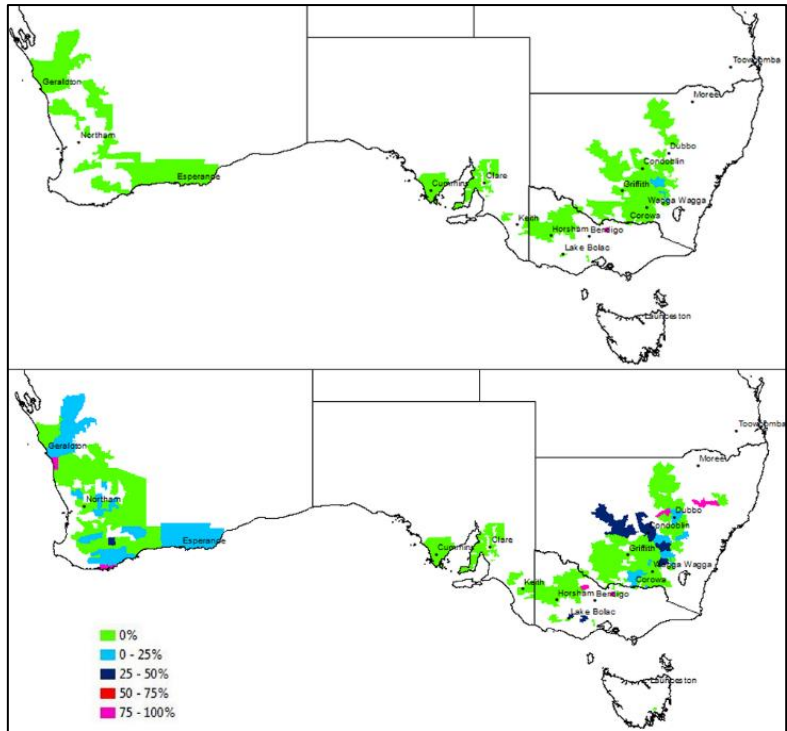 Toowoomba
Moree
Geraldton
Northam
Dubbo
Condoblin
Esperance
Cummins
Clare
Griffith
Wagga Wagga
Corowa
Keith
Horsham
Bendigo
Lake Bolac
Launceston
Toowoomba
Moree
Geraldton
Northam
Dubbo
Condoblin
Esperance
Cummins
Clare
Griffith
Wagga Wagga
Corowa
Keith
Horsham
Bendigo
Lake Bolac
Launceston
0%
0 - 25%
25 - 50%
50 - 75%
75 - 100%